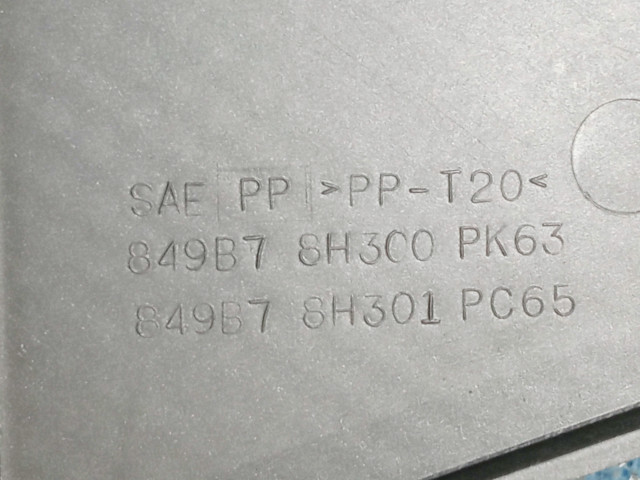 SAE PP >PP-T20<
849B7 8H300 PK63
849B7 8H301 PC65